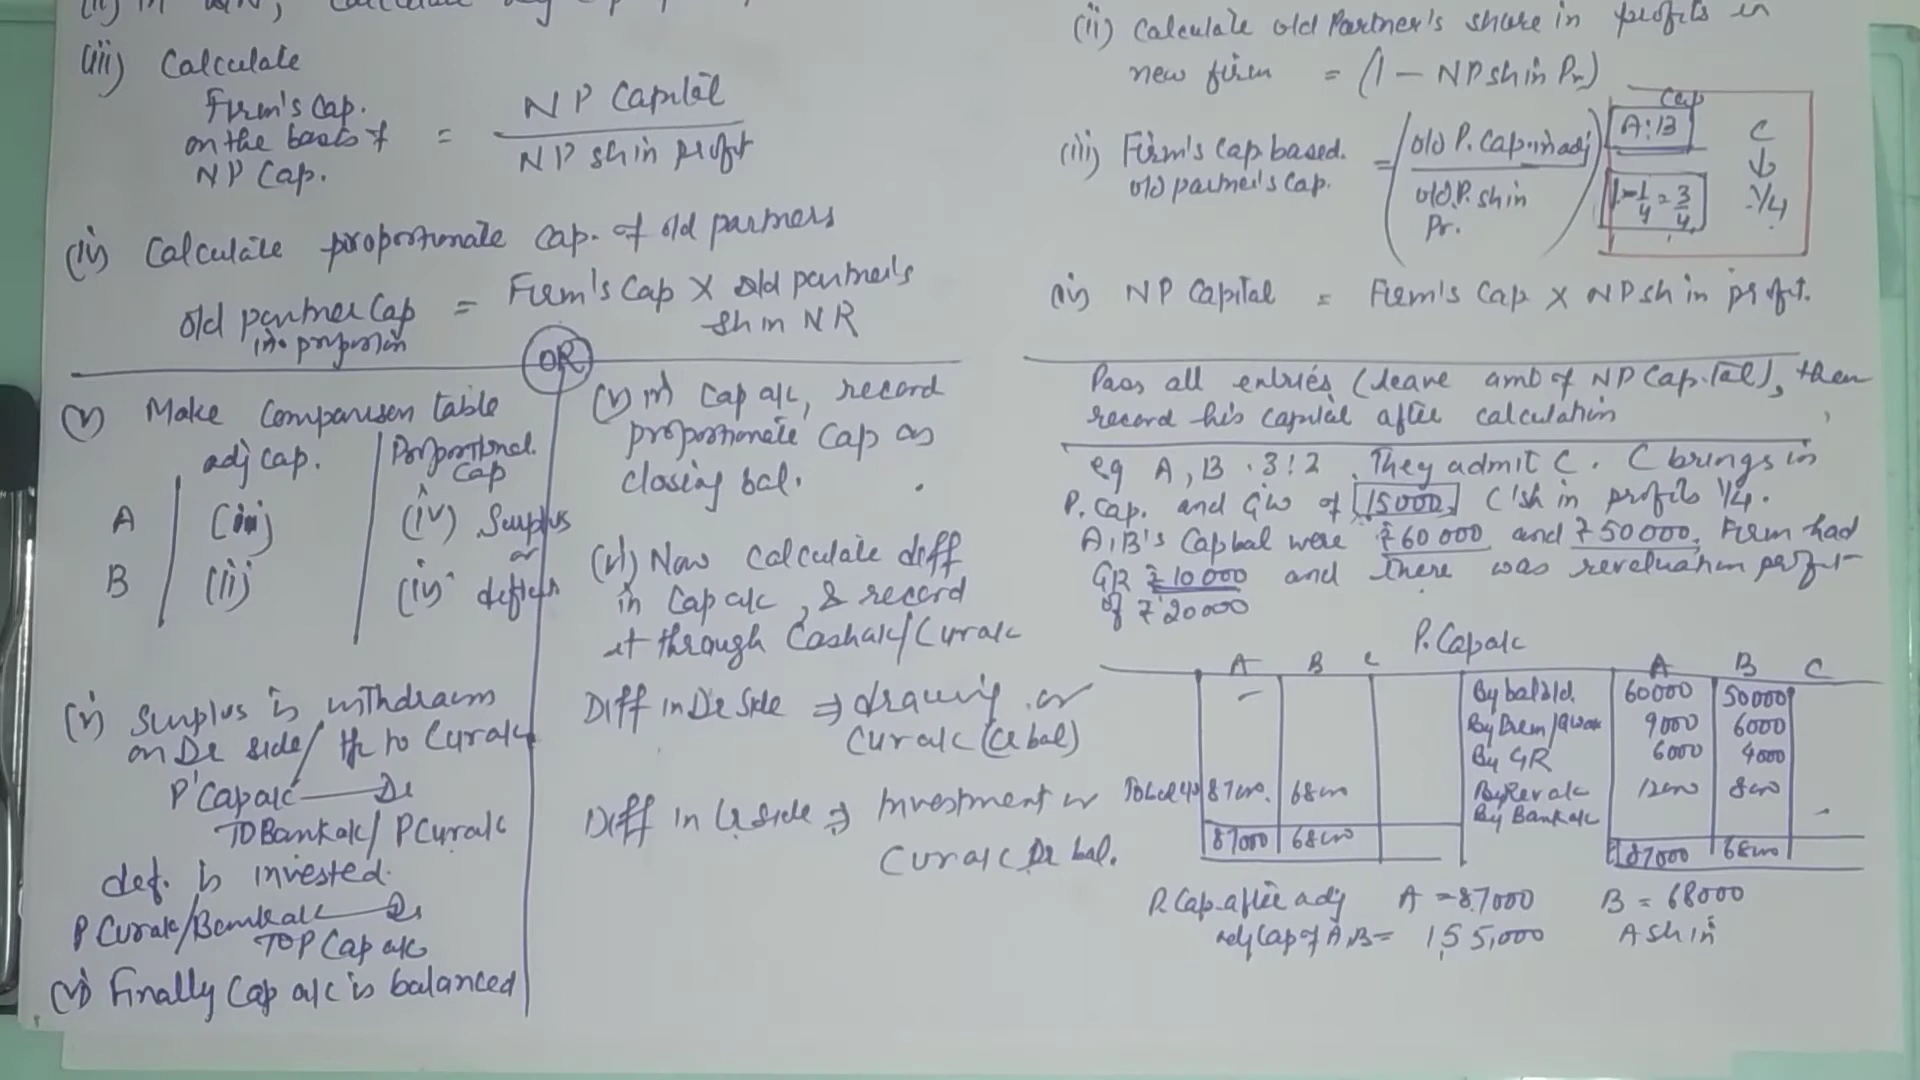 (iii) Calculate
Firm's Cap.
on the basis of
NP Cap.
=
NP Capital
NP sh in profit
(iv) Calculate proportionate Cap. of old partners
old partner Cap
in proportion
= Firm's Cap X old partner's
sh in NR
OR
(v) Make Comparison table
adj cap.
Proportional
Cap
A (iii) (iv) Surplus
or
B (ii) (iv) deficit
(v) Surplus is withdrawn
on Dr side/ tfr to Cur a/c
P'Cap a/c — Dr
TO Bank a/c/ P Cur a/c
def. is invested.
P Cur a/c/Bank a/c — Dr
TO P Cap a/c
(vi) Finally Cap a/c is balanced
(v) in Cap a/c, record
proportionate Cap as
closing bal.
(vi) Now Calculate diff
in Cap a/c, & record
it through Cash a/c/Cur a/c
Diff in Dr Side ⇒ drawing or
Cur a/c (Cr bal)
Diff in Cr side ⇒ Investment or
Cur a/c Dr bal.
(ii) Calculate old Partner's share in profits in
new firm = (1 - NP sh in Pr)
(iii) Firm's Cap based.
old partner's Cap.
=
old P. Cap. in adj
old P. sh in
Pr.
Cap
A:B
C
↓
1-1/4 = 3/4
1/4
(iv) NP Capital = Firm's Cap X NP sh in profit.
Pass all entries (leave amt of NP Capital), then
record his capital after calculation
eg A, B . 3:2 . They admit C. C brings in
P. Cap. and G/W of 15000. C'sh in profits 1/4.
A, B's Capital were ₹60000 and ₹50000. Firm had
GR ₹10000 and there was revaluation profit
of ₹20000
P. Cap a/c
A B C A B C
By bal b/d. 60000 50000
By Prem/ 9000 6000
By GR 6000 4000
87000. 68000 By Rev a/c 12000 8000
By Bank a/c
87000 68000 87000 68000
P. Cap after adj A = 87000 B = 68000
adj Cap of A, B = 155,000 A sh in